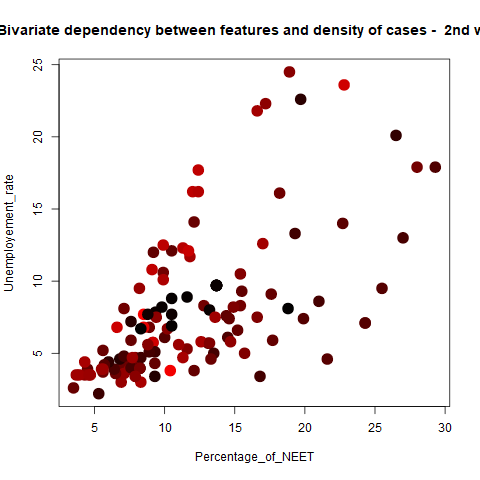 Bivariate dependency between features and density of cases - 2nd w
Unemployement_rate
25
20
15
10
5
5 10 15 20 25 30
Percentage_of_NEET